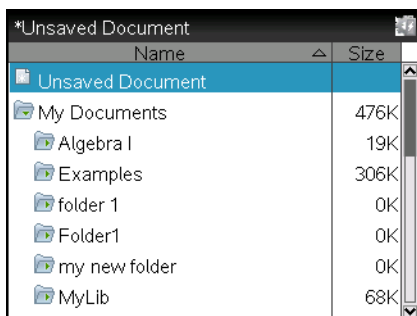 *Unsaved Document
Name Size
Unsaved Document
My Documents 476K
Algebra I 19K
Examples 306K
folder 1 0K
Folder1 0K
my new folder 0K
MyLib 68K